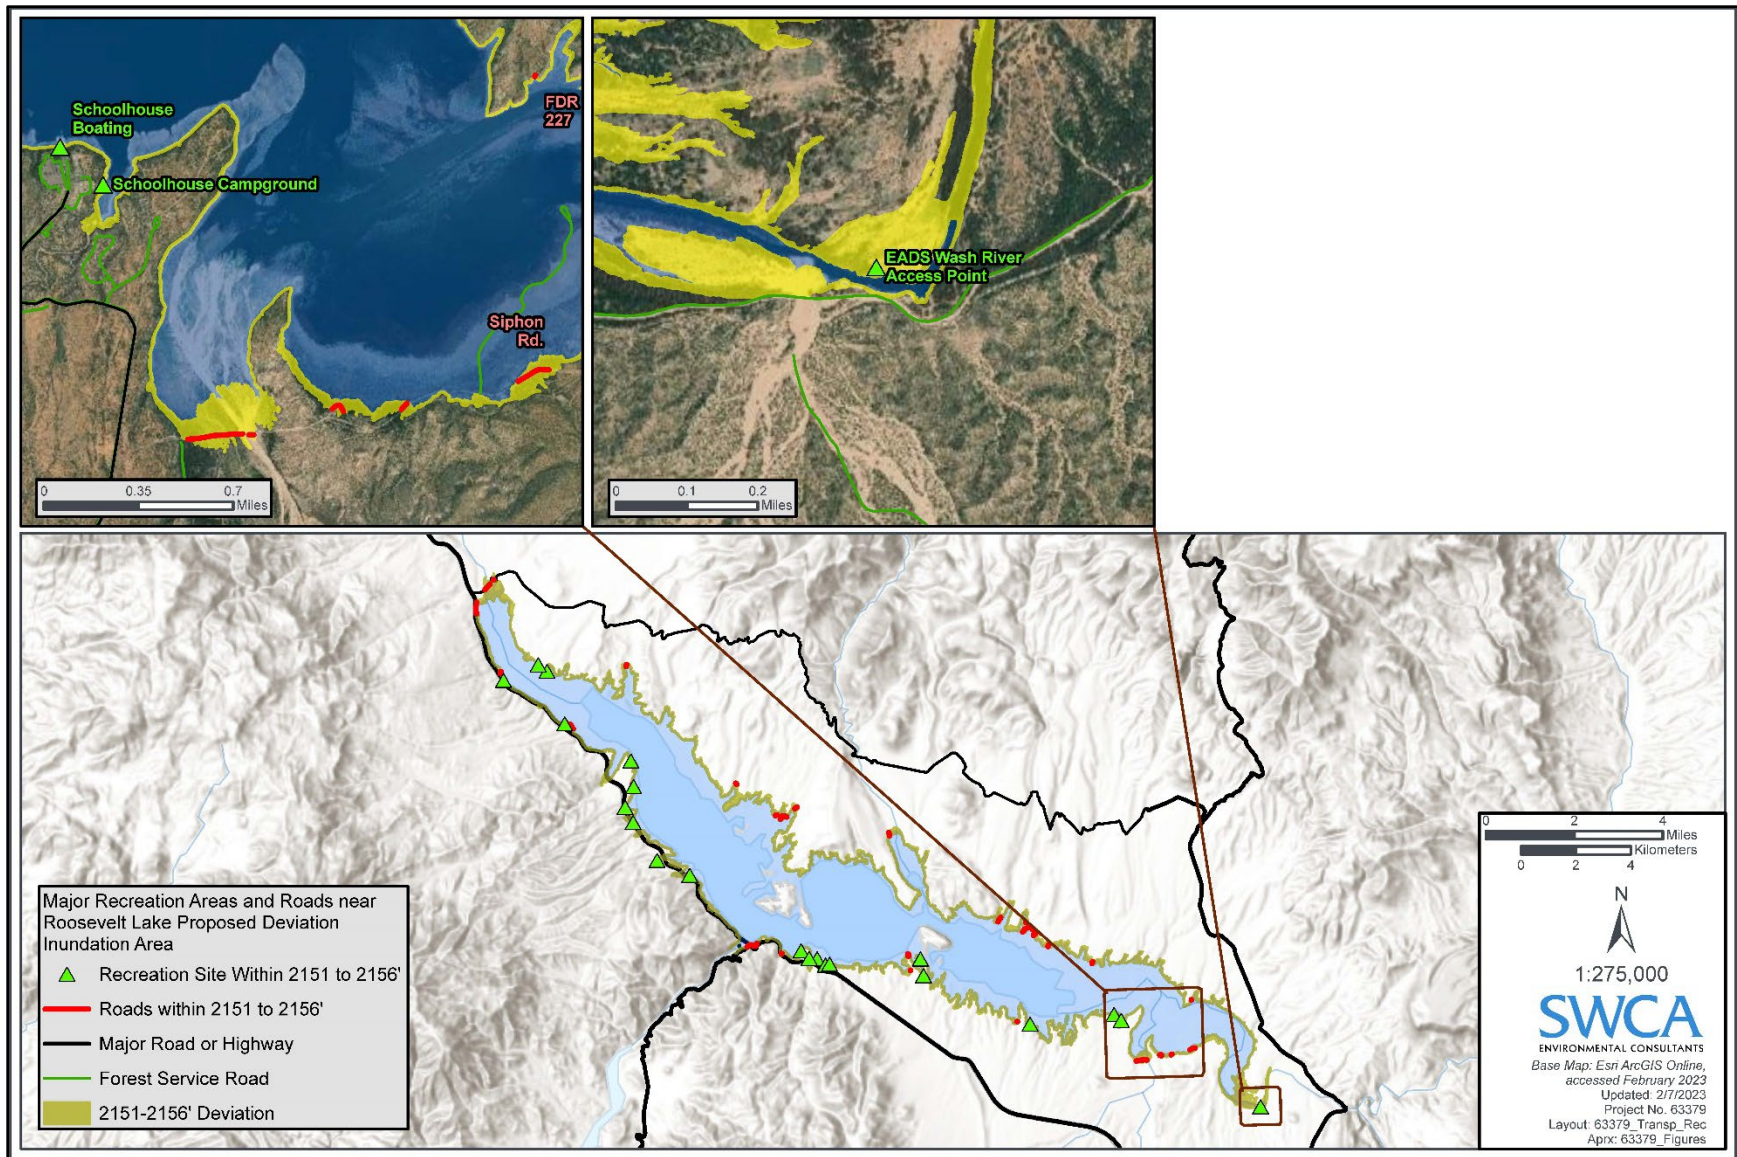 Schoolhouse
Boating
Schoolhouse Campground
FDR
227
Siphon
Rd.
0 0.35 0.7
Miles
EADS Wash River
Access Point
0 0.1 0.2
Miles
Major Recreation Areas and Roads near
Roosevelt Lake Proposed Deviation
Inundation Area
Recreation Site Within 2151 to 2156'
Roads within 2151 to 2156'
Major Road or Highway
Forest Service Road
2151-2156' Deviation
0 2 4
Miles
Kilometers
0 2 4
N
1:275,000
SWCA
ENVIRONMENTAL CONSULTANTS
Base Map: Esri ArcGIS Online,
accessed February 2023
Updated: 2/7/2023
Project No. 63379
Layout: 63379_Transp_Rec
Aprx: 63379_Figures